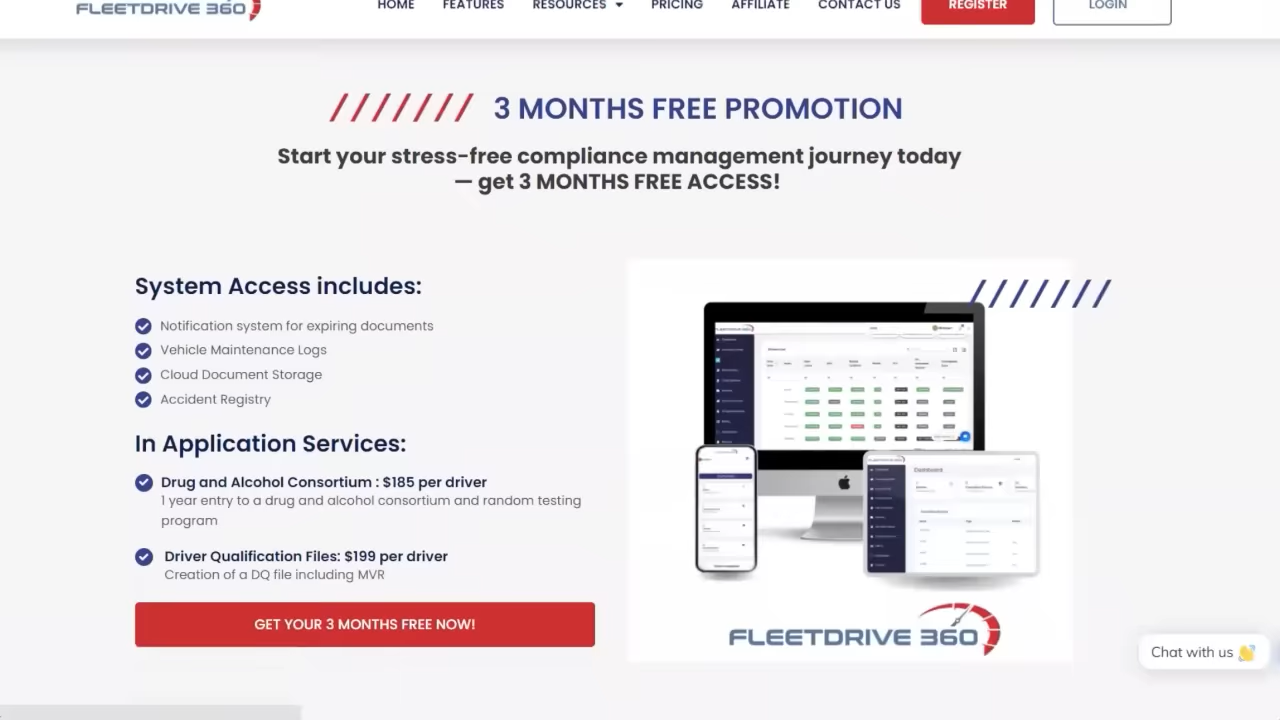 FLEETDRIVE 360
HOME
FEATURES
RESOURCES
PRICING
AFFILIATE
CONTACT US
REGISTER
LOGIN
3 MONTHS FREE PROMOTION
Start your stress-free compliance management journey today
— get 3 MONTHS FREE ACCESS!
System Access includes:
Notification system for expiring documents
Vehicle Maintenance Logs
Cloud Document Storage
Accident Registry
In Application Services:
Drug and Alcohol Consortium : $185 per driver
1 year entry to a drug and alcohol consortium and random testing
program
Driver Qualification Files: $199 per driver
Creation of a DQ file including MVR
GET YOUR 3 MONTHS FREE NOW!
FLEETDRIVE 360
Dashboard
FLEETDRIVE 360
Chat with us 👋